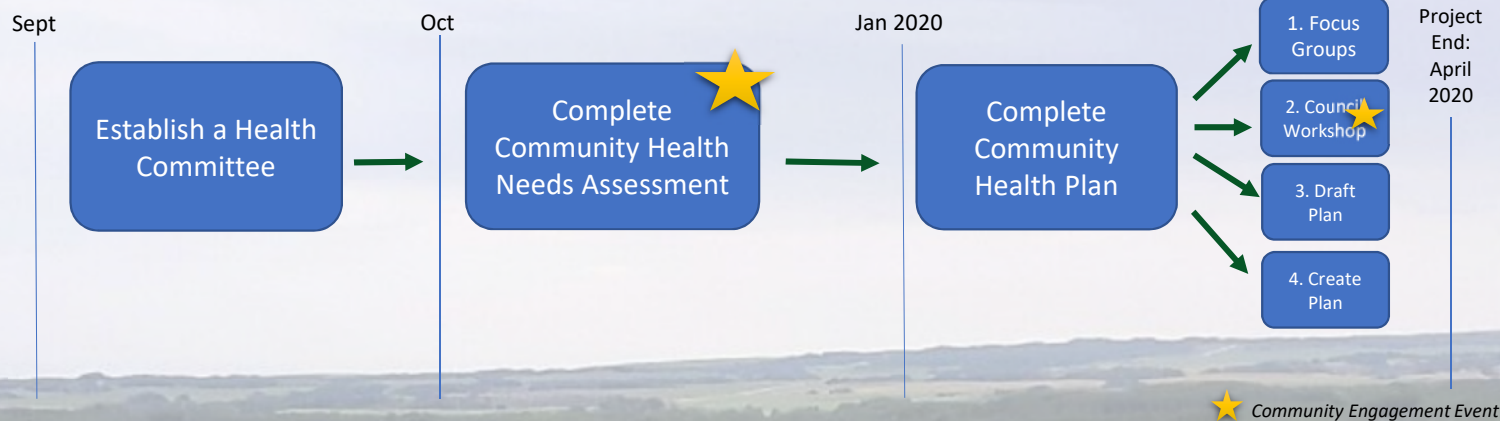 Sept
Establish a Health
Committee
Oct
Complete
Community Health
Needs Assessment
Jan 2020
Complete
Community
Health Plan
1. Focus
Groups
2. Council
Workshop
3. Draft
Plan
4. Create
Plan
Project
End:
April
2020
Community Engagement Event